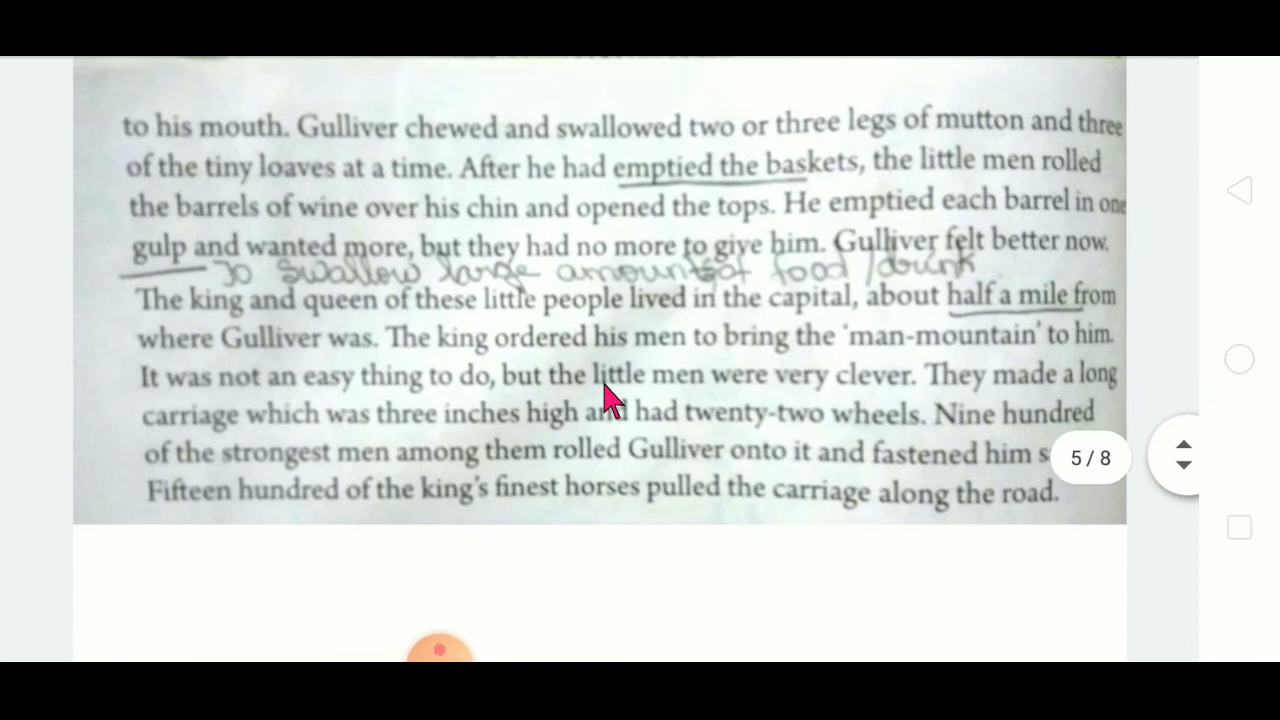 to his mouth. Gulliver chewed and swallowed two or three legs of mutton and three
of the tiny loaves at a time. After he had emptied the baskets, the little men rolled
the barrels of wine over his chin and opened the tops. He emptied each barrel in one
gulp and wanted more, but they had no more to give him. Gulliver felt better now.
To swallow large amounts of food / drink
The king and queen of these little people lived in the capital, about half a mile from
where Gulliver was. The king ordered his men to bring the ‘man-mountain’ to him.
It was not an easy thing to do, but the little men were very clever. They made a long
carriage which was three inches high and had twenty-two wheels. Nine hundred
of the strongest men among them rolled Gulliver onto it and fastened him
5 / 8
Fifteen hundred of the king’s finest horses pulled the carriage along the road.